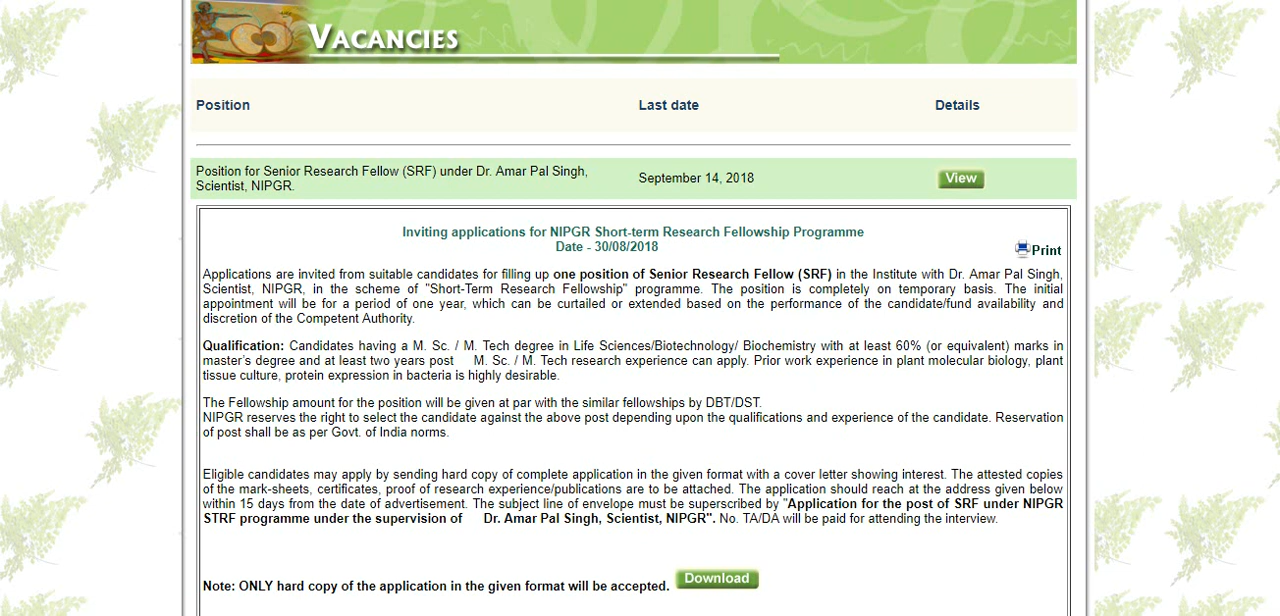 VACANCIES
Position Last date Details
Position for Senior Research Fellow (SRF) under Dr. Amar Pal Singh,
Scientist, NIPGR.
September 14, 2018
View
Inviting applications for NIPGR Short-term Research Fellowship Programme
Date - 30/08/2018
Print
Applications are invited from suitable candidates for filling up one position of Senior Research Fellow (SRF) in the Institute with Dr. Amar Pal Singh,
Scientist, NIPGR, in the scheme of "Short-Term Research Fellowship" programme. The position is completely on temporary basis. The initial
appointment will be for a period of one year, which can be curtailed or extended based on the performance of the candidate/fund availability and
discretion of the Competent Authority.
Qualification: Candidates having a M. Sc. / M. Tech degree in Life Sciences/Biotechnology/ Biochemistry with at least 60% (or equivalent) marks in
master's degree and at least two years post M. Sc. / M. Tech research experience can apply. Prior work experience in plant molecular biology, plant
tissue culture, protein expression in bacteria is highly desirable.
The Fellowship amount for the position will be given at par with the similar fellowships by DBT/DST.
NIPGR reserves the right to select the candidate against the above post depending upon the qualifications and experience of the candidate. Reservation
of post shall be as per Govt. of India norms.
Eligible candidates may apply by sending hard copy of complete application in the given format with a cover letter showing interest. The attested copies
of the mark-sheets, certificates, proof of research experience/publications are to be attached. The application should reach at the address given below
within 15 days from the date of advertisement. The subject line of envelope must be superscribed by "Application for the post of SRF under NIPGR
STRF programme under the supervision of Dr. Amar Pal Singh, Scientist, NIPGR". No. TA/DA will be paid for attending the interview.
Note: ONLY hard copy of the application in the given format will be accepted. Download